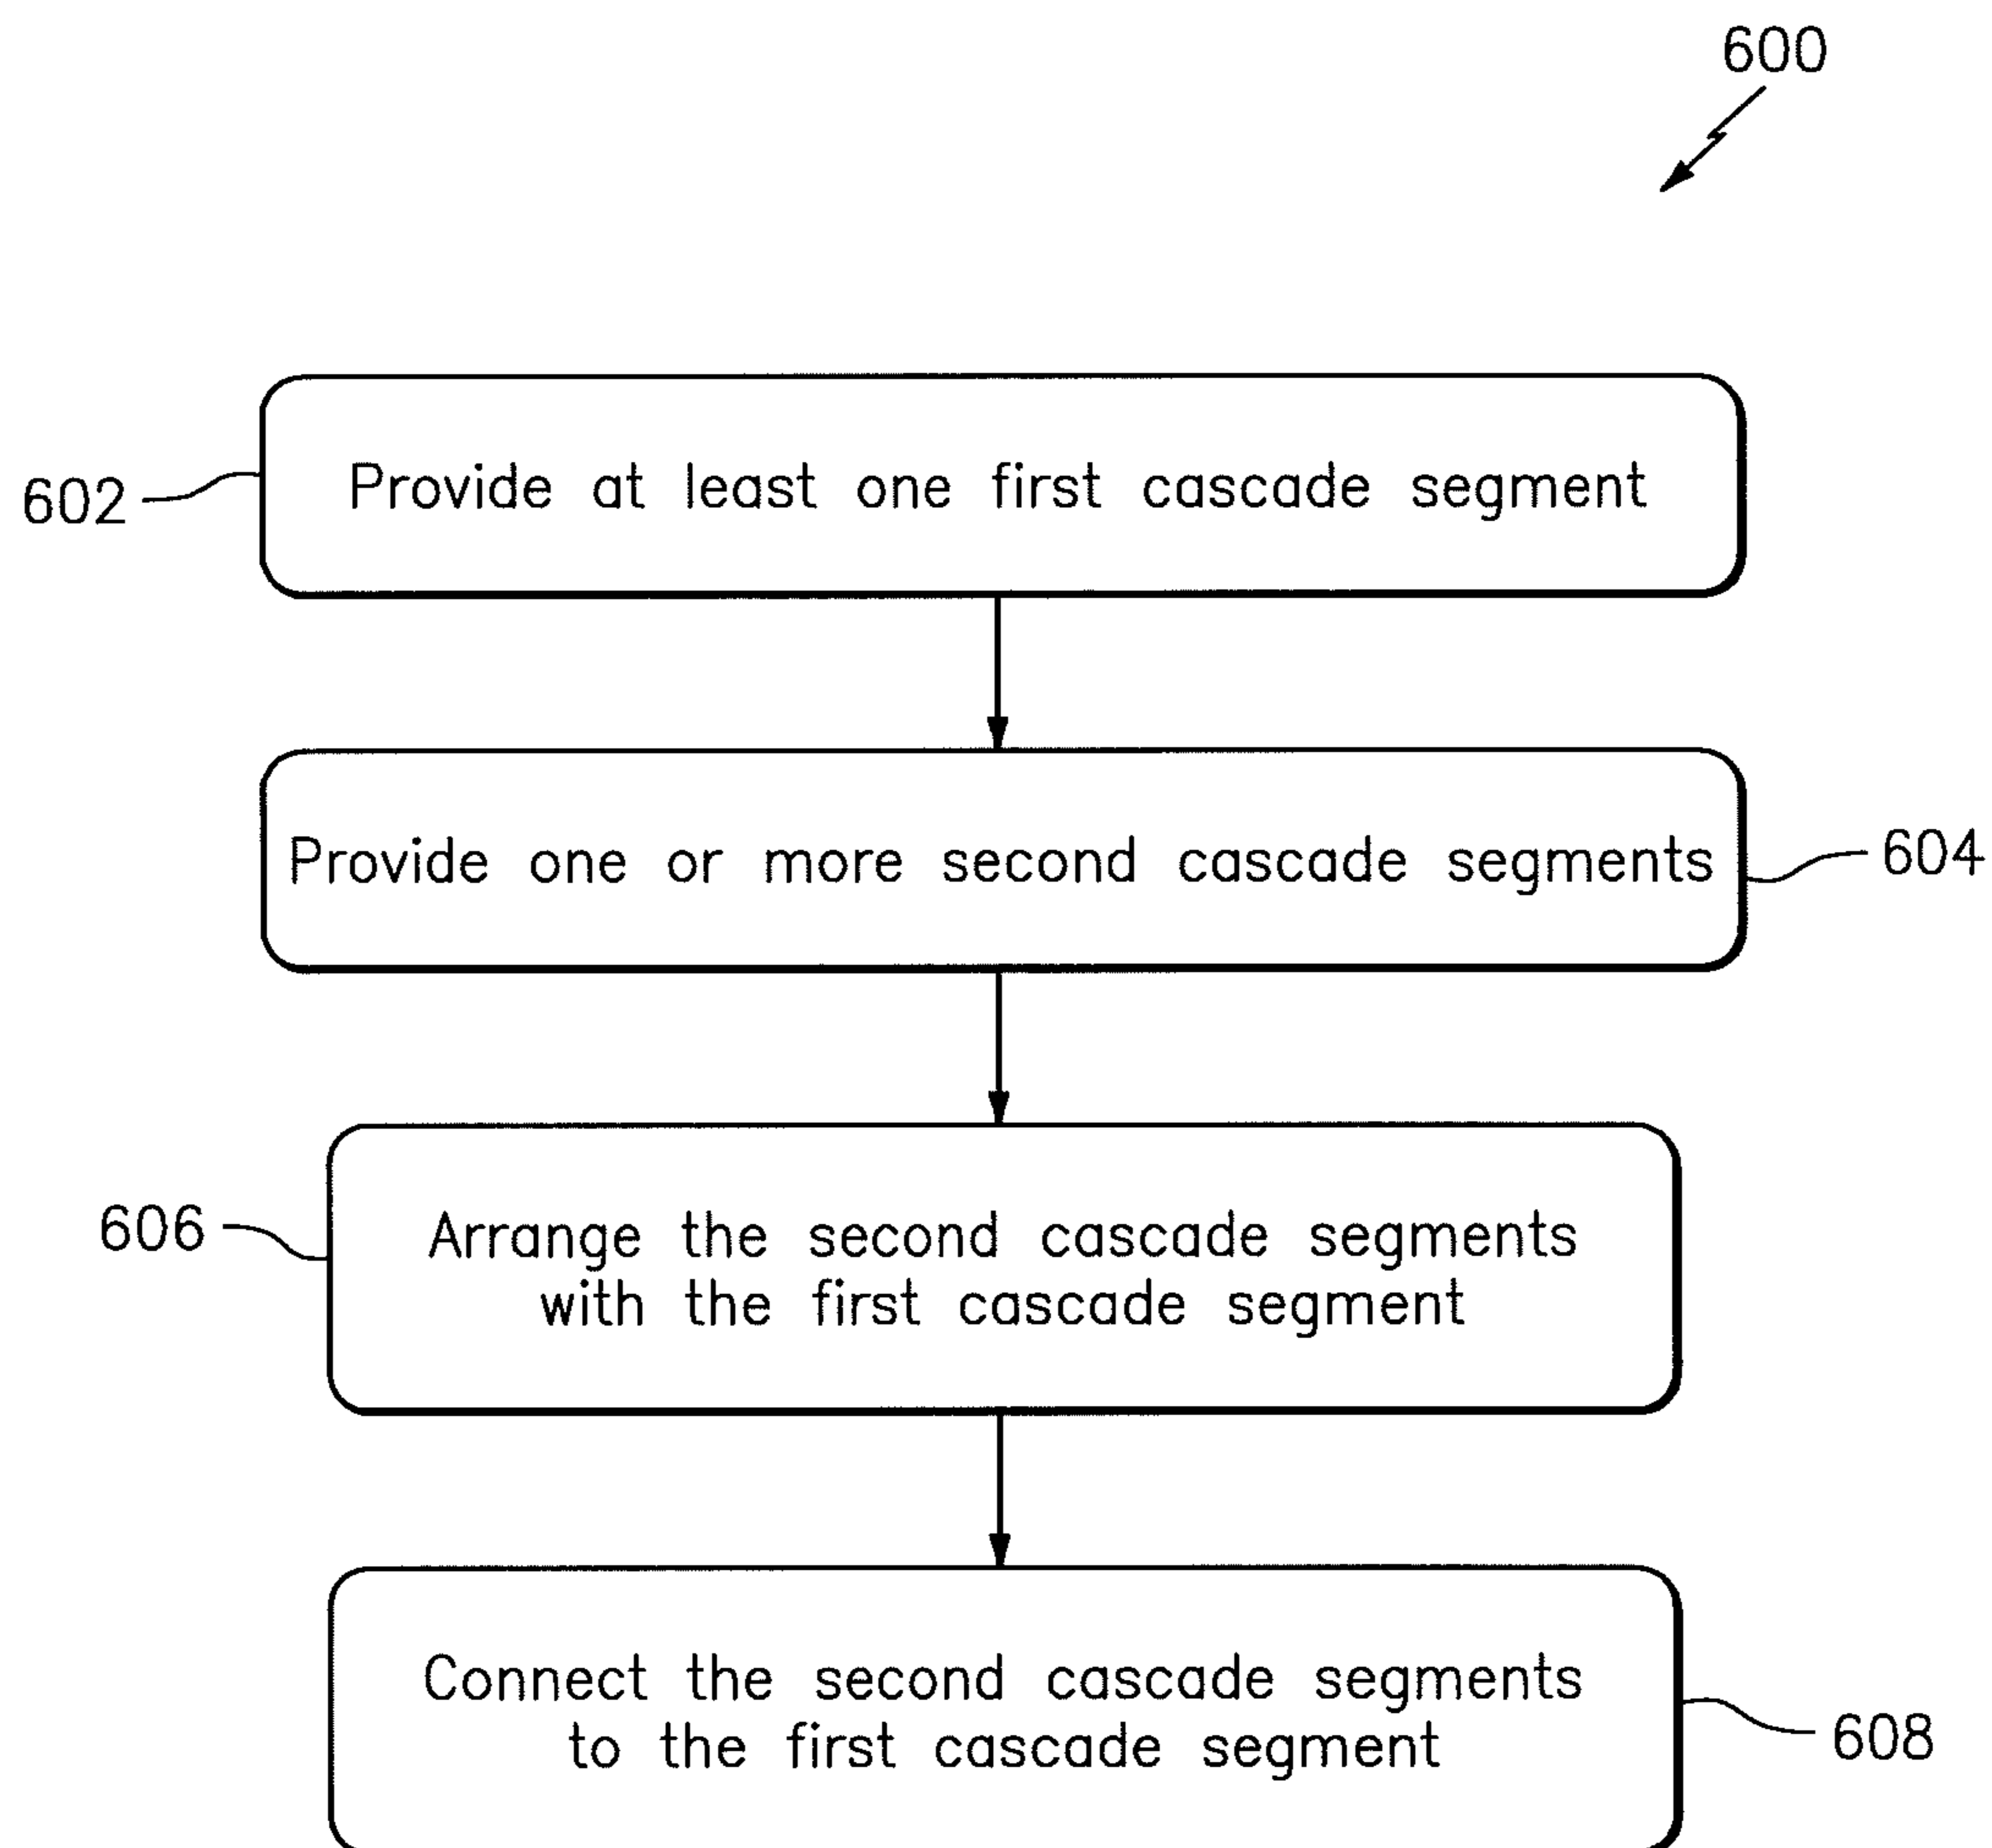 600
602
Provide at least one first cascade segment
Provide one or more second cascade segments
604
606
Arrange the second cascade segments
with the first cascade segment
Connect the second cascade segments
to the first cascade segment
608